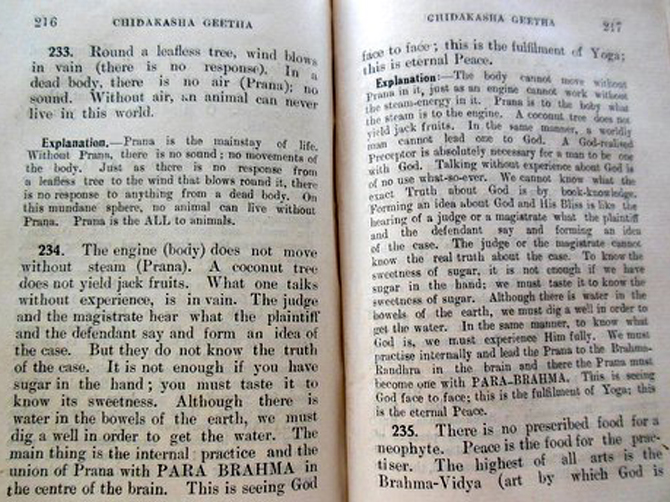 216 CHIDAKASHA GEETHA
233. Round a leafless tree, wind blows
in vain (there is no response). In a
dead body, there is no air (Prana); no
sound. Without air, an animal can never
live in this world.
Explanation.—Prana is the mainstay of life.
Without Prana, there is no sound; no movements of
the body. Just as there is no response from
a leafless tree to the wind that blows round it, there
is no response to anything from a dead body. On
this mundane sphere, no animal can live without
Prana. Prana is the ALL to animals.
234. The engine (body) does not move
without steam (Prana). A coconut tree
does not yield jack fruits. What one talks
without experience, is in vain. The judge
and the magistrate hear what the plaintiff
and the defendant say and form an idea of
the case. But they do not know the truth
of the case. It is not enough if you have
sugar in the hand; you must taste it to
know its sweetness. Although there is
water in the bowels of the earth, we must
dig a well in order to get the water. The
main thing is the internal practice and the
union of Prana with PARA BRAHMA in
the centre of the brain. This is seeing God
CHIDAKASHA GEETHA 217
face to face; this is the fulfilment of Yoga;
this is eternal Peace.
Explanation:—The body cannot move without
Prana in it, just as an engine cannot work without
the steam-energy in it. Prana is to the body what
the steam is to the engine. A coconut tree does not
yield jack fruits. In the same manner, a worldly
man cannot lead one to God. A God-realised
Preceptor is absolutely necessary for a man to be one
with God. Talking without experience about God is
of no use what-so-ever. We cannot know what the
exact Truth about God is by book-knowledge.
Forming an idea about God and His Bliss is like the
hearing of a judge or a magistrate what the plaintiff
and the defendant say and forming an idea
of the case. The judge or the magistrate cannot
know the real truth about the case. To know the
sweetness of sugar, it is not enough if we have
sugar in the hand; we must taste it to know the
sweetness of sugar. Although there is water in the
bowels of the earth, we must dig a well in order to
get the water. In the same manner, to know what
God is, we must experience Him fully. We must
practise internally and lead the Prana to the Brahma-
Randhra in the brain and there the Prana must
become one with PARA-BRAHMA. This is seeing
God face to face; this is the fulfilment of Yoga; this
is the eternal Peace.
235. There is no prescribed food for a
neophyte. Peace is the food for the prac-
tiser. The highest of all arts is the
Brahma-Vidya (art by which God is